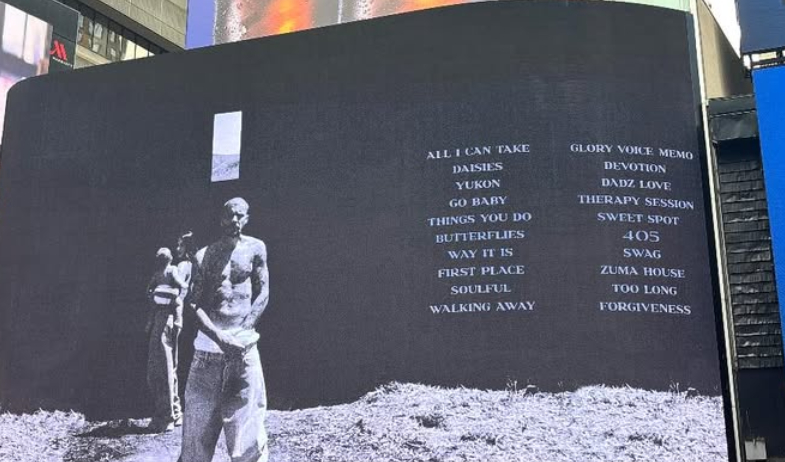 ALL I CAN TAKE
DAISIES
YUKON
GO BABY
THINGS YOU DO
BUTTERFLIES
WAY IT IS
FIRST PLACE
SOULFUL
WALKING AWAY
GLORY VOICE MEMO
DEVOTION
DADZ LOVE
THERAPY SESSION
SWEET SPOT
405
SWAG
ZUMA HOUSE
TOO LONG
FORGIVENESS